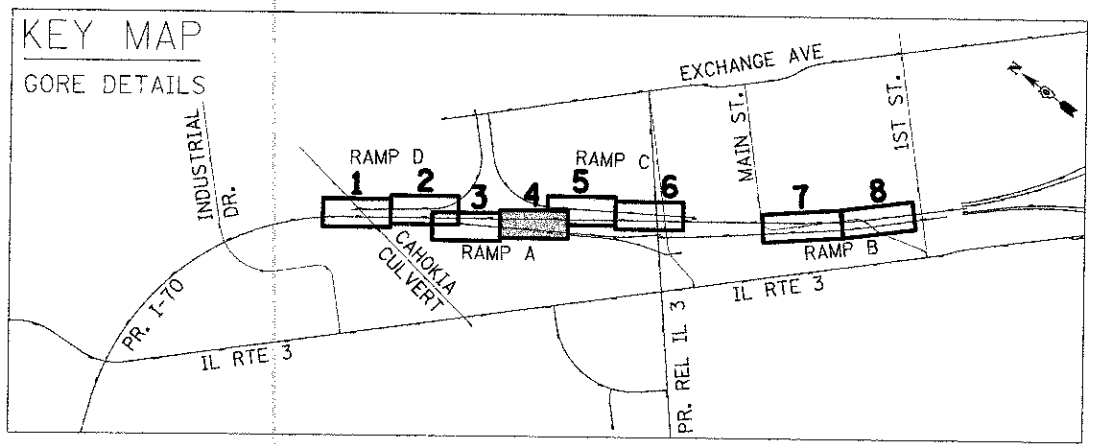 KEY MAP
GORE DETAILS
EXCHANGE AVE
N
INDUSTRIAL
DR.
RAMP D
RAMP C
MAIN ST.
1ST ST.
1
2
3
4
5
6
7
8
CAHOKIA
CULVERT
RAMP A
RAMP B
PR. I-70
IL RTE 3
IL RTE 3
PR. REL IL 3